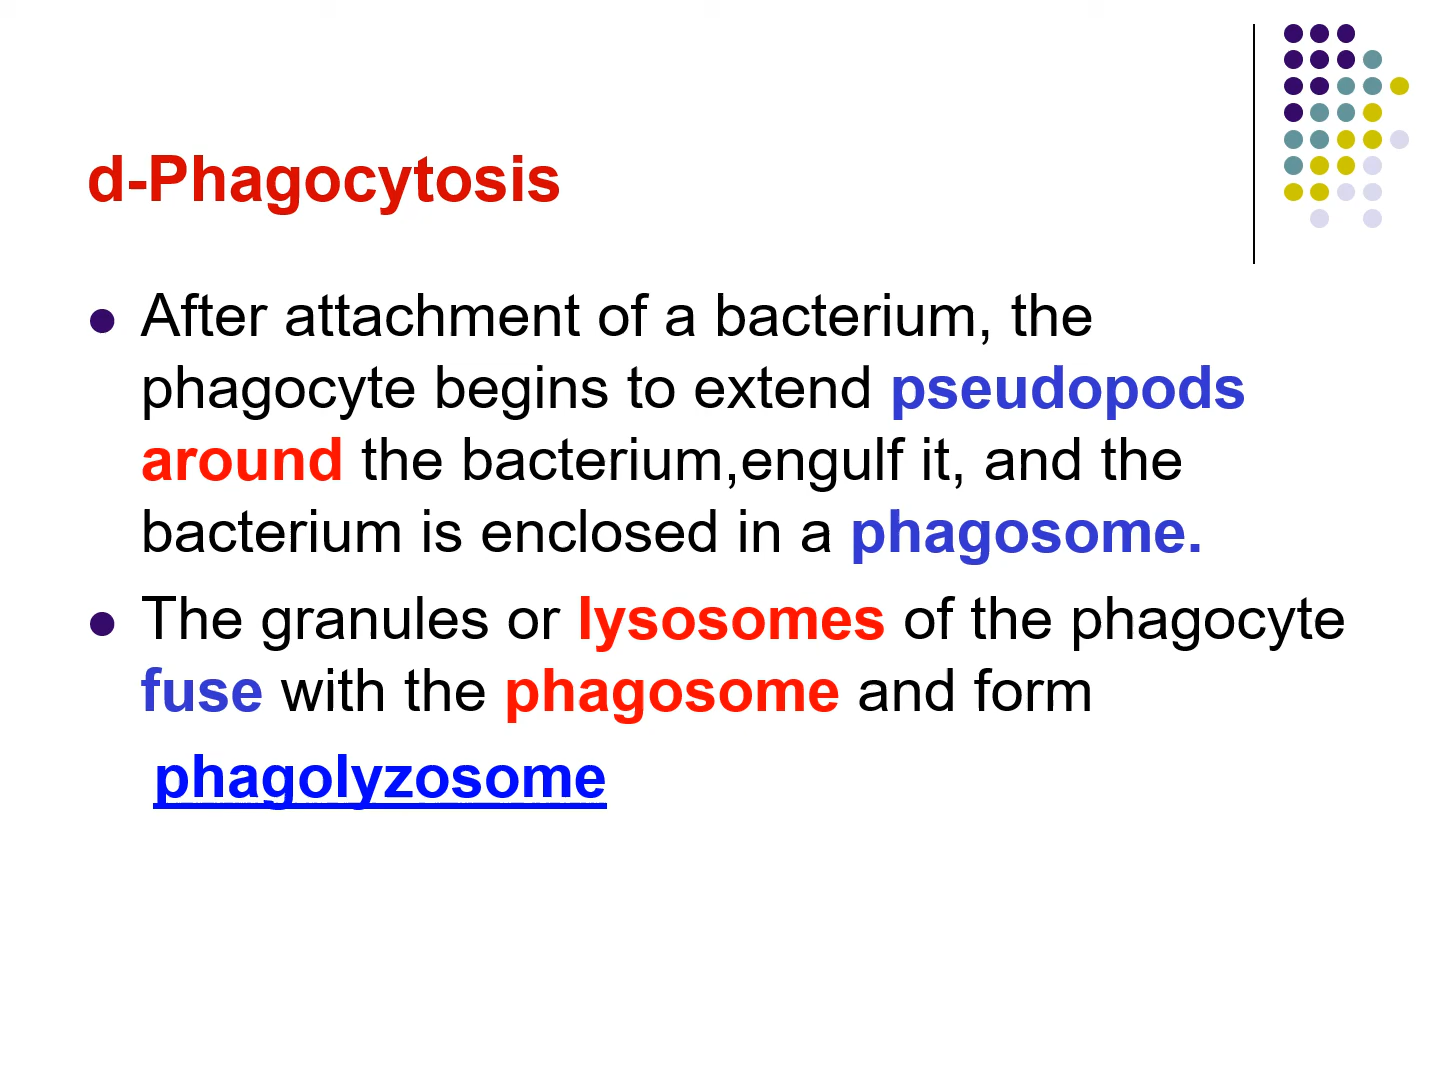 d-Phagocytosis
After attachment of a bacterium, the
phagocyte begins to extend pseudopods
around the bacterium,engulf it, and the
bacterium is enclosed in a phagosome.
The granules or lysosomes of the phagocyte
fuse with the phagosome and form
phagolyzosome